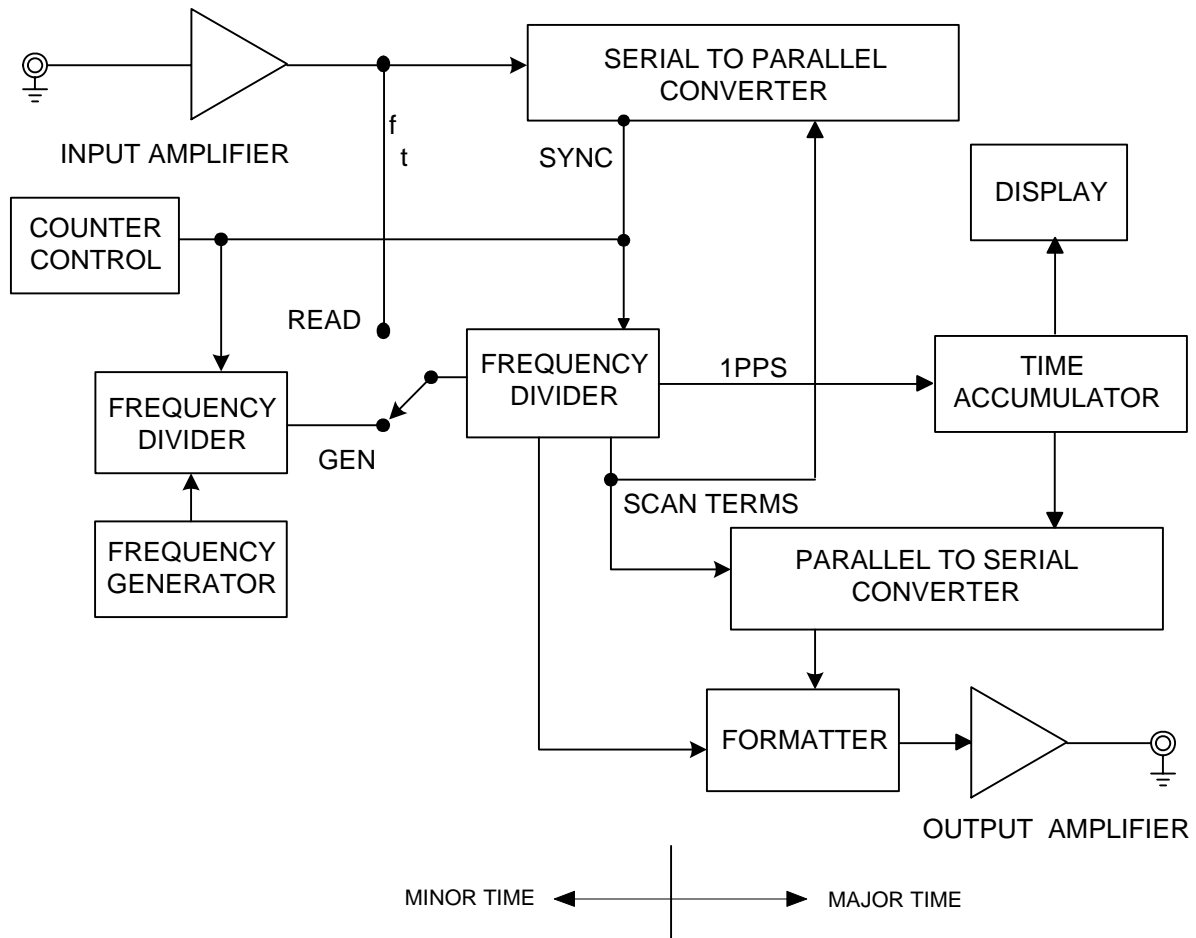 SERIAL TO PARALLEL
CONVERTER
f
t
INPUT AMPLIFIER
SYNC
DISPLAY
COUNTER
CONTROL
READ
FREQUENCY
DIVIDER
1PPS
TIME
ACCUMULATOR
FREQUENCY
DIVIDER
GEN
SCAN TERMS
FREQUENCY
GENERATOR
PARALLEL TO SERIAL
CONVERTER
FORMATTER
OUTPUT AMPLIFIER
MINOR TIME
MAJOR TIME